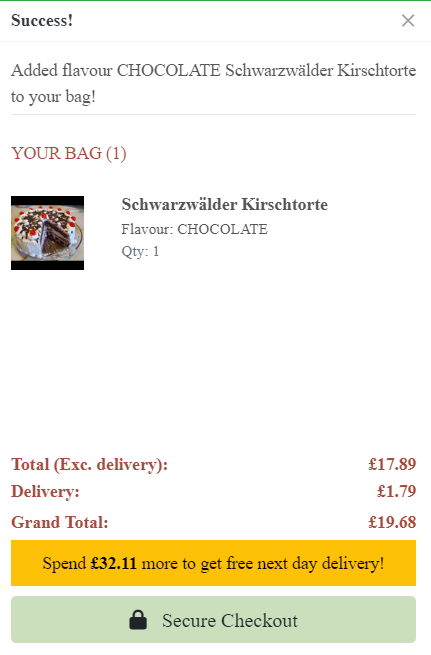 Success!
Added flavour CHOCOLATE Schwarzwälder Kirschtorte
to your bag!
YOUR BAG (1)
Schwarzwälder Kirschtorte
Flavour: CHOCOLATE
Qty: 1
Total (Exc. delivery): £17.89
Delivery: £1.79
Grand Total: £19.68
Spend £32.11 more to get free next day delivery!
Secure Checkout